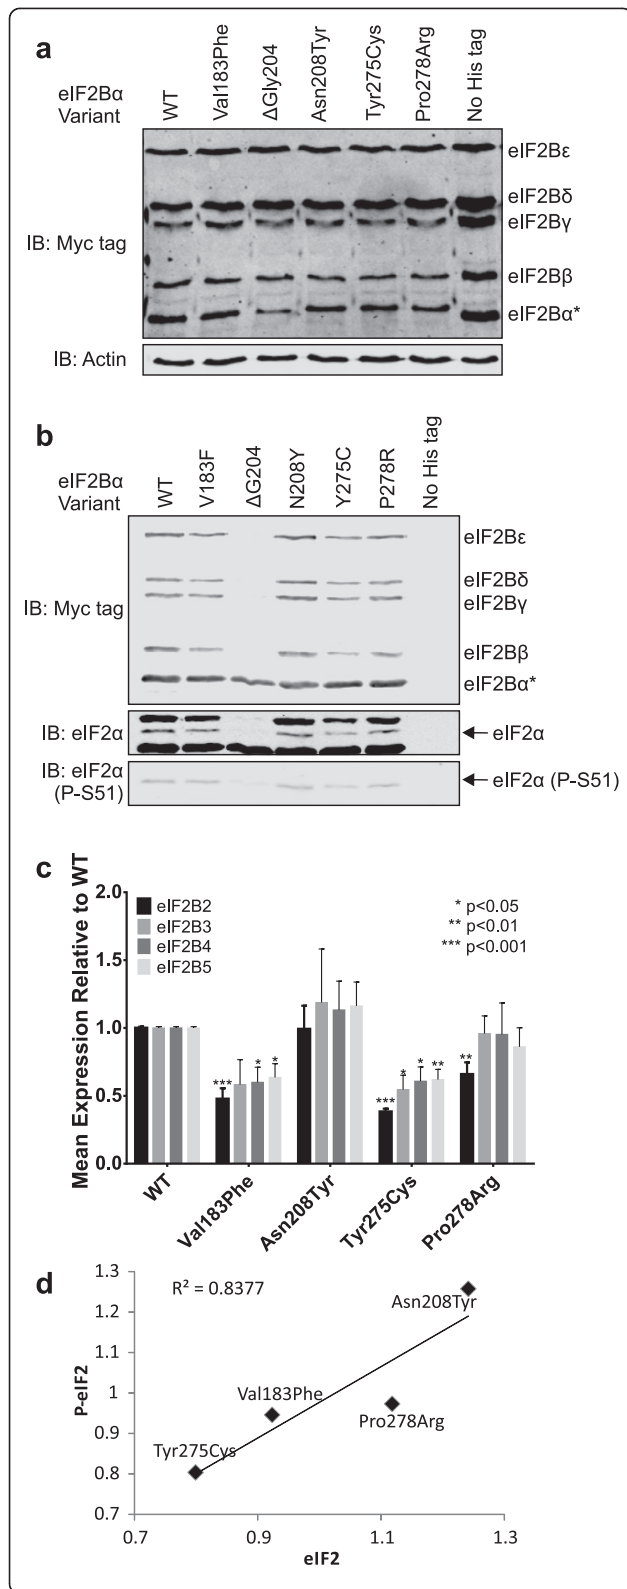 a
eIF2Bα
Variant
WT
Val183Phe
ΔGly204
Asn208Tyr
Tyr275Cys
Pro278Arg
No His tag
IB: Myc tag
eIF2Bε
eIF2Bδ
eIF2Bγ
eIF2Bβ
eIF2Bα*
IB: Actin
b
eIF2Bα
Variant
WT
V183F
ΔG204
N208Y
Y275C
P278R
No His tag
IB: Myc tag
eIF2Bε
eIF2Bδ
eIF2Bγ
eIF2Bβ
eIF2Bα*
IB: eIF2α
eIF2α
IB: eIF2α
(P-S51)
eIF2α (P-S51)
c
Mean Expression Relative to WT
2.0
1.5
1.0
0.5
0.0
eIF2B2
eIF2B3
eIF2B4
eIF2B5
* p<0.05
** p<0.01
*** p<0.001
***
*
*
***
*
*
**
**
WT
Val183Phe
Asn208Tyr
Tyr275Cys
Pro278Arg
d
R² = 0.8377
P-eIF2
1.3
1.2
1.1
1
0.9
0.8
0.7
Asn208Tyr
Val183Phe
Pro278Arg
Tyr275Cys
0.7
0.9
1.1
1.3
eIF2